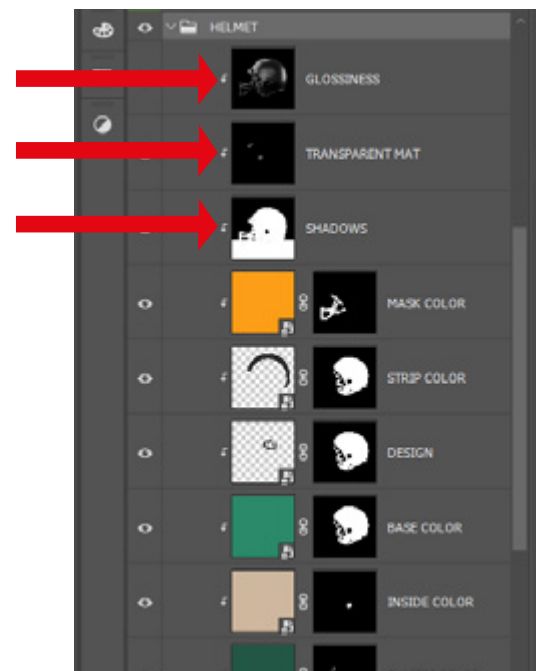 HELMET
GLOSSINESS
TRANSPARENT MAT
SHADOWS
MASK COLOR
STRIP COLOR
DESIGN
BASE COLOR
INSIDE COLOR